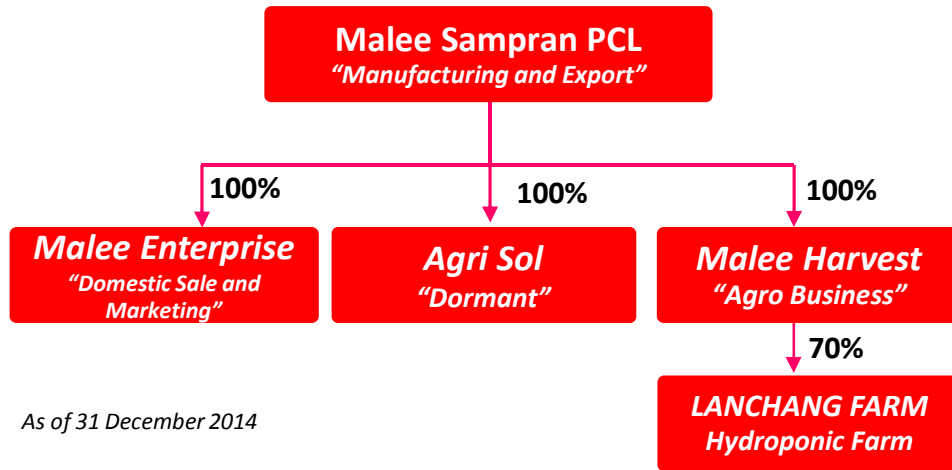 Malee Sampran PCL
“Manufacturing and Export”
100%
100%
100%
Malee Enterprise
“Domestic Sale and
Marketing”
Agri Sol
“Dormant”
Malee Harvest
“Agro Business”
70%
LANCHANG FARM
Hydroponic Farm
As of 31 December 2014